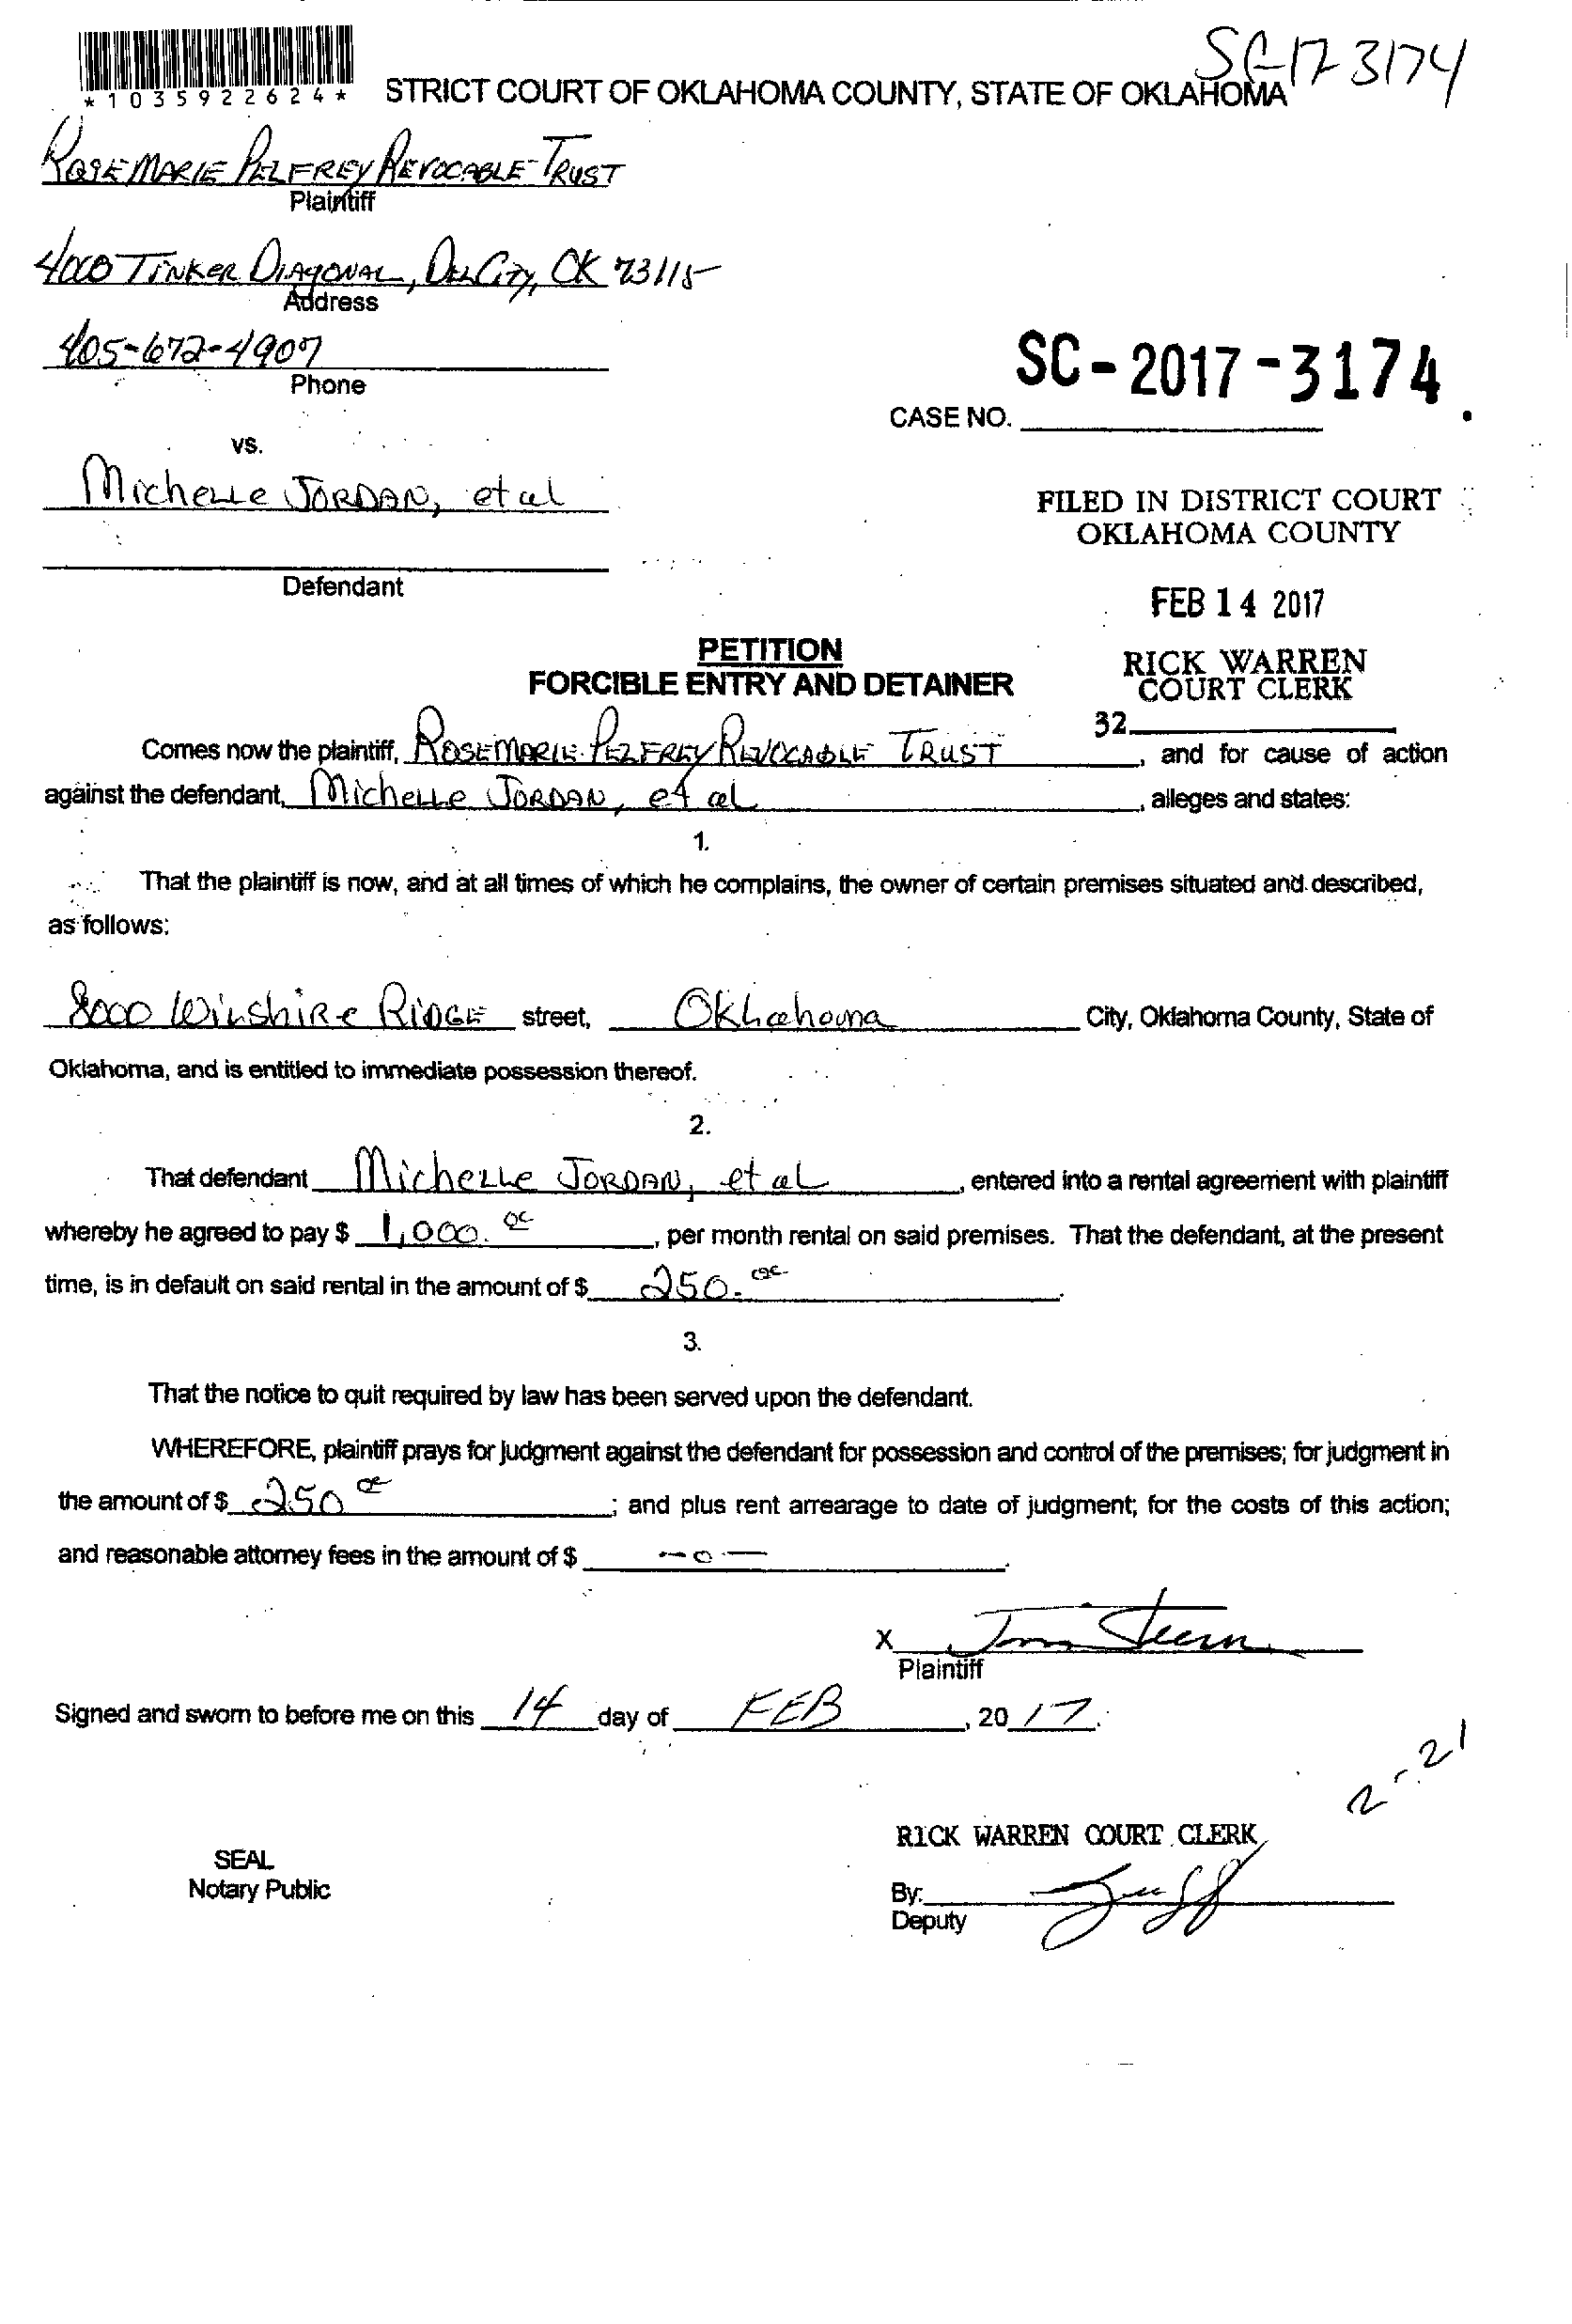 SC-17-3174
*1035922624*
STRICT COURT OF OKLAHOMA COUNTY, STATE OF OKLAHOMA
ROSEMARIE PELFREY REVOCABLE TRUST
Plaintiff
4000 TINKER DIAGONAL, DEL CITY, OK 73115
Address
405-672-4907
Phone
SC-2017-3174
CASE NO.
vs.
MicheLLe JORDAN, et al
FILED IN DISTRICT COURT
OKLAHOMA COUNTY
Defendant
FEB 14 2017
PETITION
FORCIBLE ENTRY AND DETAINER
RICK WARREN
COURT CLERK
32
Comes now the plaintiff, ROSEMARIE PELFREY REVOCABLE TRUST, and for cause of action
against the defendant, MicheLLe JORDAN, et al, alleges and states:
1.
That the plaintiff is now, and at all times of which he complains, the owner of certain premises situated and described,
as follows:
8000 WiLshiRe RIDGE street, OkLahoma City, Oklahoma County, State of
Oklahoma, and is entitled to immediate possession thereof.
2.
That defendant MicheLLe JORDAN, et al, entered into a rental agreement with plaintiff
whereby he agreed to pay $ 1,000.00, per month rental on said premises. That the defendant, at the present
time, is in default on said rental in the amount of $ 250.00.
3.
That the notice to quit required by law has been served upon the defendant.
WHEREFORE, plaintiff prays for judgment against the defendant for possession and control of the premises; for judgment in
the amount of $ 250 00; and plus rent arrearage to date of judgment; for the costs of this action;
and reasonable attorney fees in the amount of $ -0-.
X
Plaintiff
Signed and sworn to before me on this 14 day of FEB, 20 17.
2-21
RICK WARREN COURT CLERK
SEAL
Notary Public
By:
Deputy